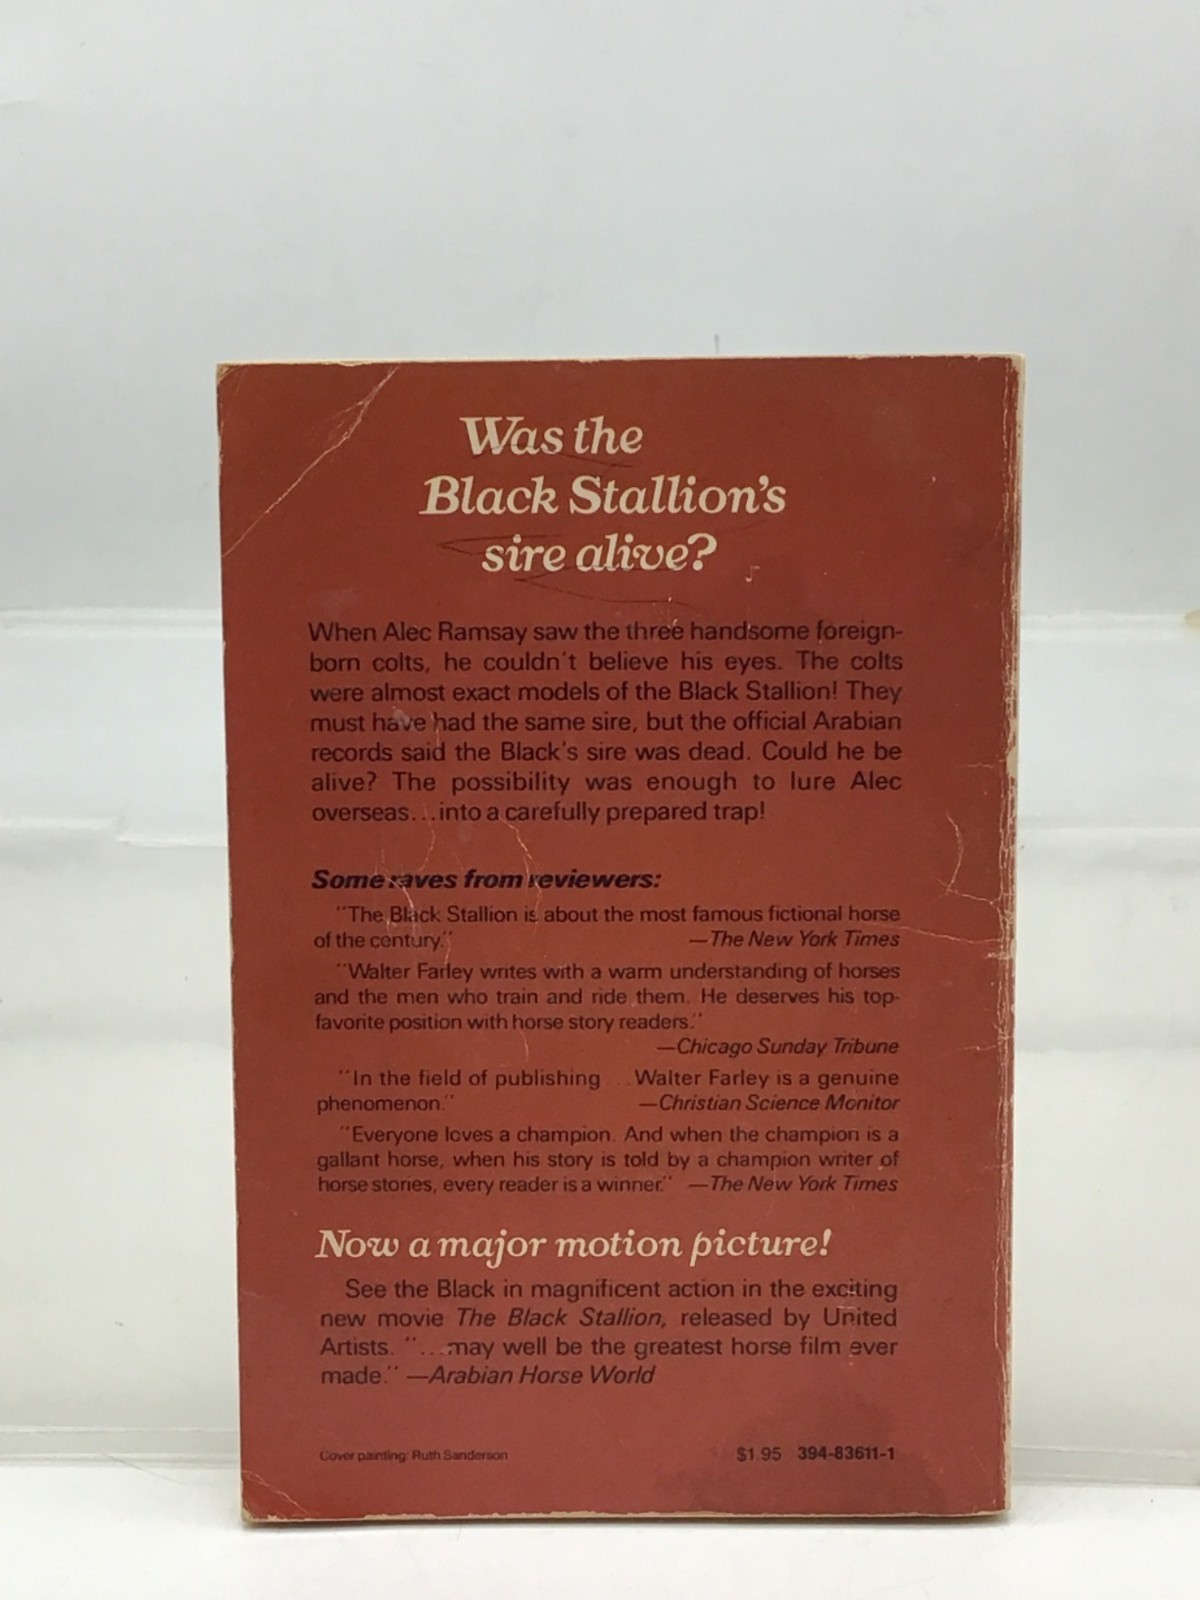 Was the
Black Stallion's
sire alive?
When Alec Ramsay saw the three handsome foreign-
born colts, he couldn't believe his eyes. The colts
were almost exact models of the Black Stallion! They
must have had the same sire, but the official Arabian
records said the Black's sire was dead. Could he be
alive? The possibility was enough to lure Alec
overseas...into a carefully prepared trap!
Some raves from reviewers:
"The Black Stallion is about the most famous fictional horse
of the century." —The New York Times
"Walter Farley writes with a warm understanding of horses
and the men who train and ride them. He deserves his top-
favorite position with horse story readers."
—Chicago Sunday Tribune
"In the field of publishing ...Walter Farley is a genuine
phenomenon." —Christian Science Monitor
"Everyone loves a champion. And when the champion is a
gallant horse, when his story is told by a champion writer of
horse stories, every reader is a winner." —The New York Times
Now a major motion picture!
See the Black in magnificent action in the exciting
new movie The Black Stallion, released by United
Artists. "...may well be the greatest horse film ever
made." —Arabian Horse World
Cover painting: Ruth Sanderson
$1.95 394-83611-1